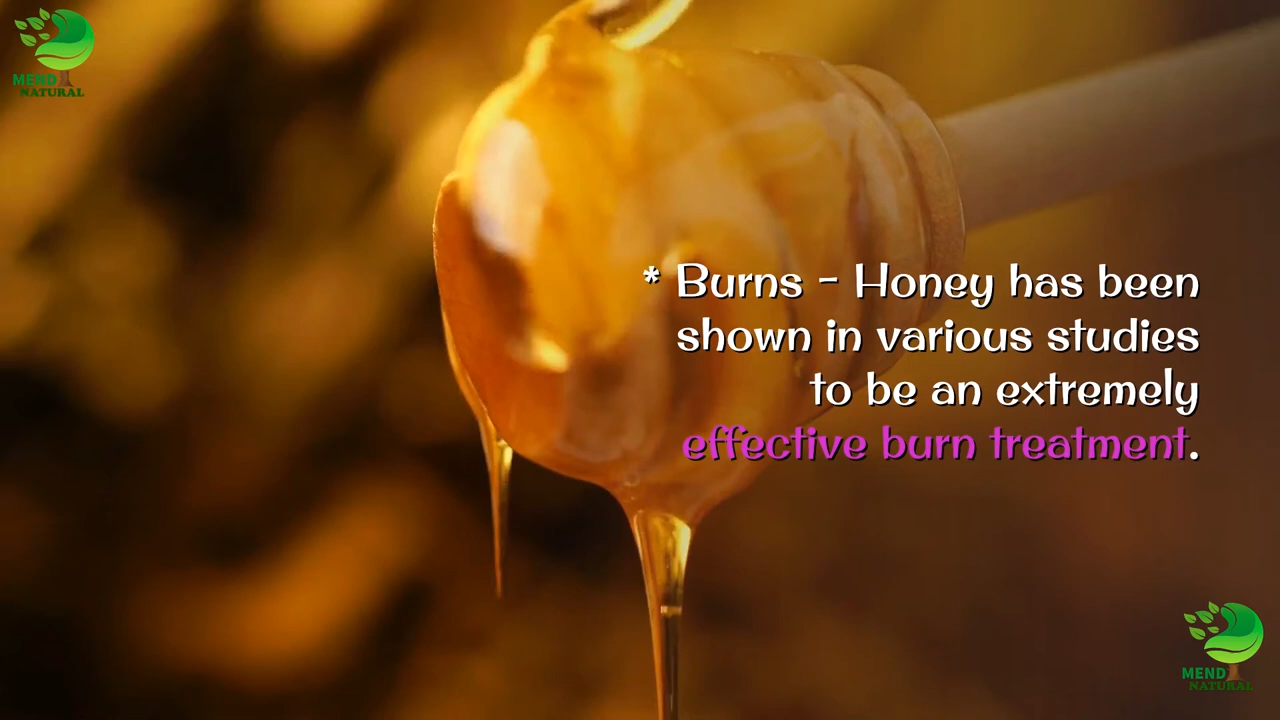 MEND
NATURAL
* Burns - Honey has been
shown in various studies
to be an extremely
effective burn treatment.
MEND
NATURAL